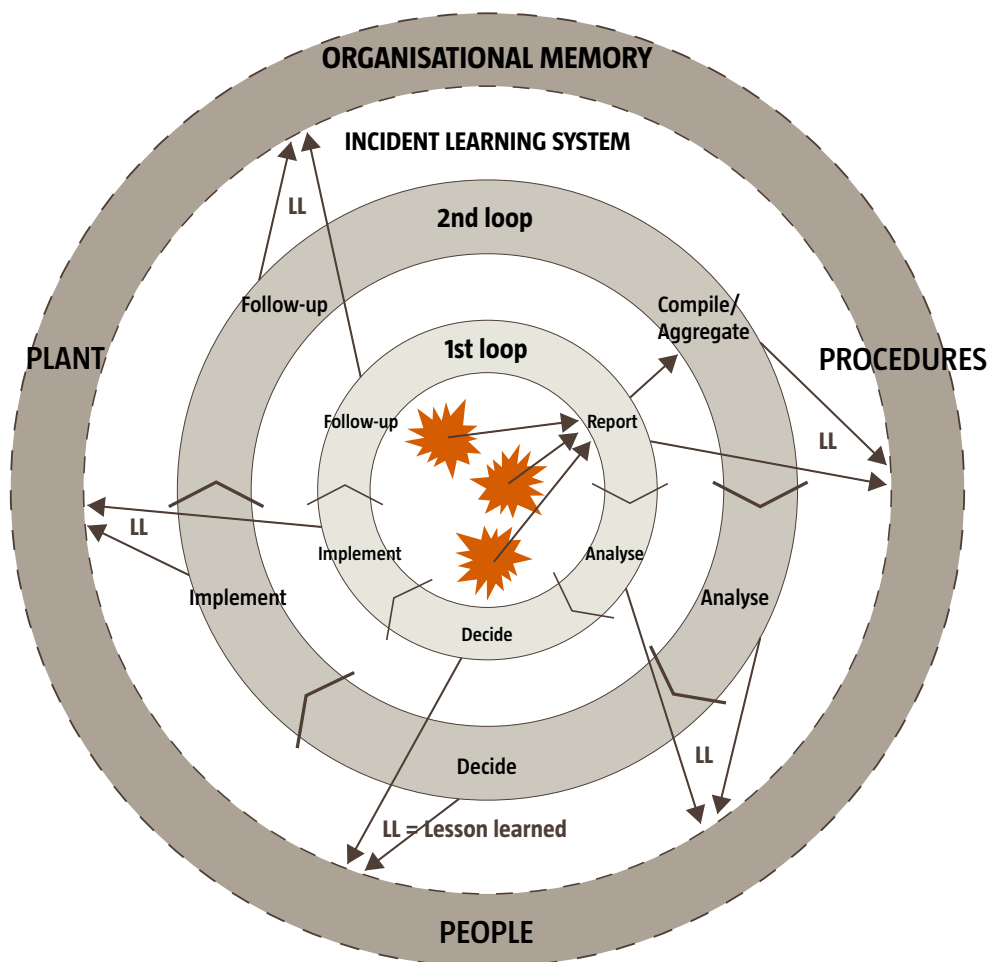 ORGANISATIONAL MEMORY
INCIDENT LEARNING SYSTEM
LL
2nd loop
Follow-up
Compile/
Aggregate
PLANT
1st loop
PROCEDURES
Follow-up
Report
LL
LL
Implement
Analyse
Implement
Analyse
Decide
LL
Decide
LL = Lesson learned
PEOPLE